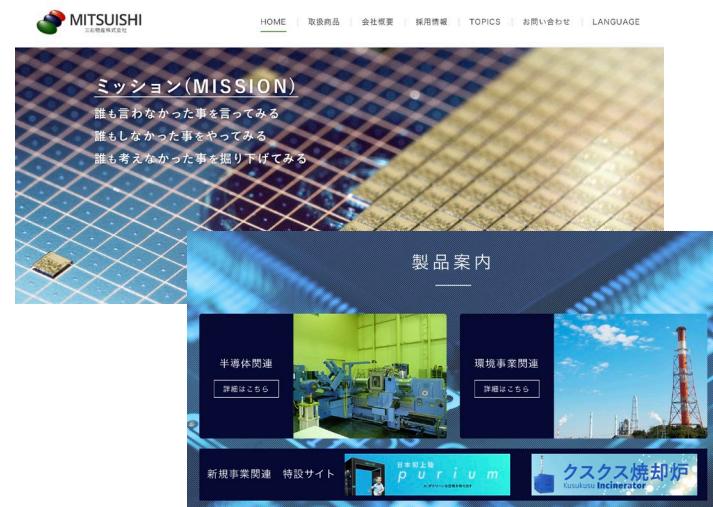 MITSUISHI
三石物産株式会社
HOME 取扱商品 会社概要 採用情報 TOPICS お問い合わせ LANGUAGE
ミッション(MISSION)
誰も言わなかった事を言ってみる
誰もしなかった事をやってみる
誰も考えなかった事を掘り下げてみる
製品案内
半導体関連
詳細はこちら
環境事業関連
詳細はこちら
新規事業関連 特設サイト
日本初上陸
purium
クスクス焼却炉
Kusukusu Incinerator